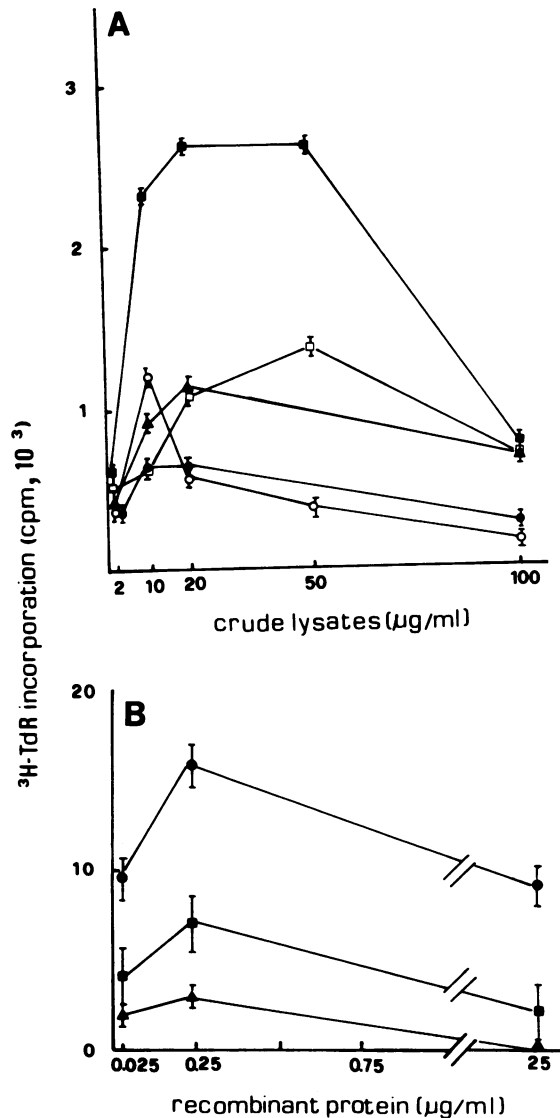 A
3
2
1
2 10 20 50 100
crude lysates (µg/ml)
³H-TdR incorporation (cpm, 10³)
B
20
10
0
0.025 0.25 0.75 25
recombinant protein (µg/ml)